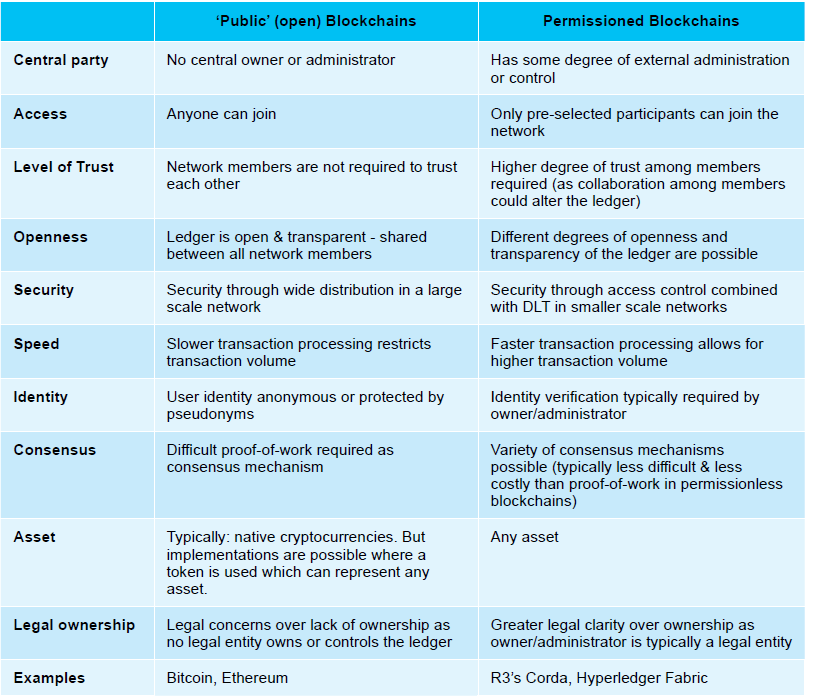 ‘Public’ (open) Blockchains
Permissioned Blockchains
Central party
No central owner or administrator
Has some degree of external administration
or control
Access
Anyone can join
Only pre-selected participants can join the
network
Level of Trust
Network members are not required to trust
each other
Higher degree of trust among members
required (as collaboration among members
could alter the ledger)
Openness
Ledger is open & transparent - shared
between all network members
Different degrees of openness and
transparency of the ledger are possible
Security
Security through wide distribution in a large
scale network
Security through access control combined
with DLT in smaller scale networks
Speed
Slower transaction processing restricts
transaction volume
Faster transaction processing allows for
higher transaction volume
Identity
User identity anonymous or protected by
pseudonyms
Identity verification typically required by
owner/administrator
Consensus
Difficult proof-of-work required as
consensus mechanism
Variety of consensus mechanisms
possible (typically less difficult & less
costly than proof-of-work in permissionless
blockchains)
Asset
Typically: native cryptocurrencies. But
implementations are possible where a
token is used which can represent any
asset.
Any asset
Legal ownership
Legal concerns over lack of ownership as
no legal entity owns or controls the ledger
Greater legal clarity over ownership as
owner/administrator is typically a legal entity
Examples
Bitcoin, Ethereum
R3’s Corda, Hyperledger Fabric